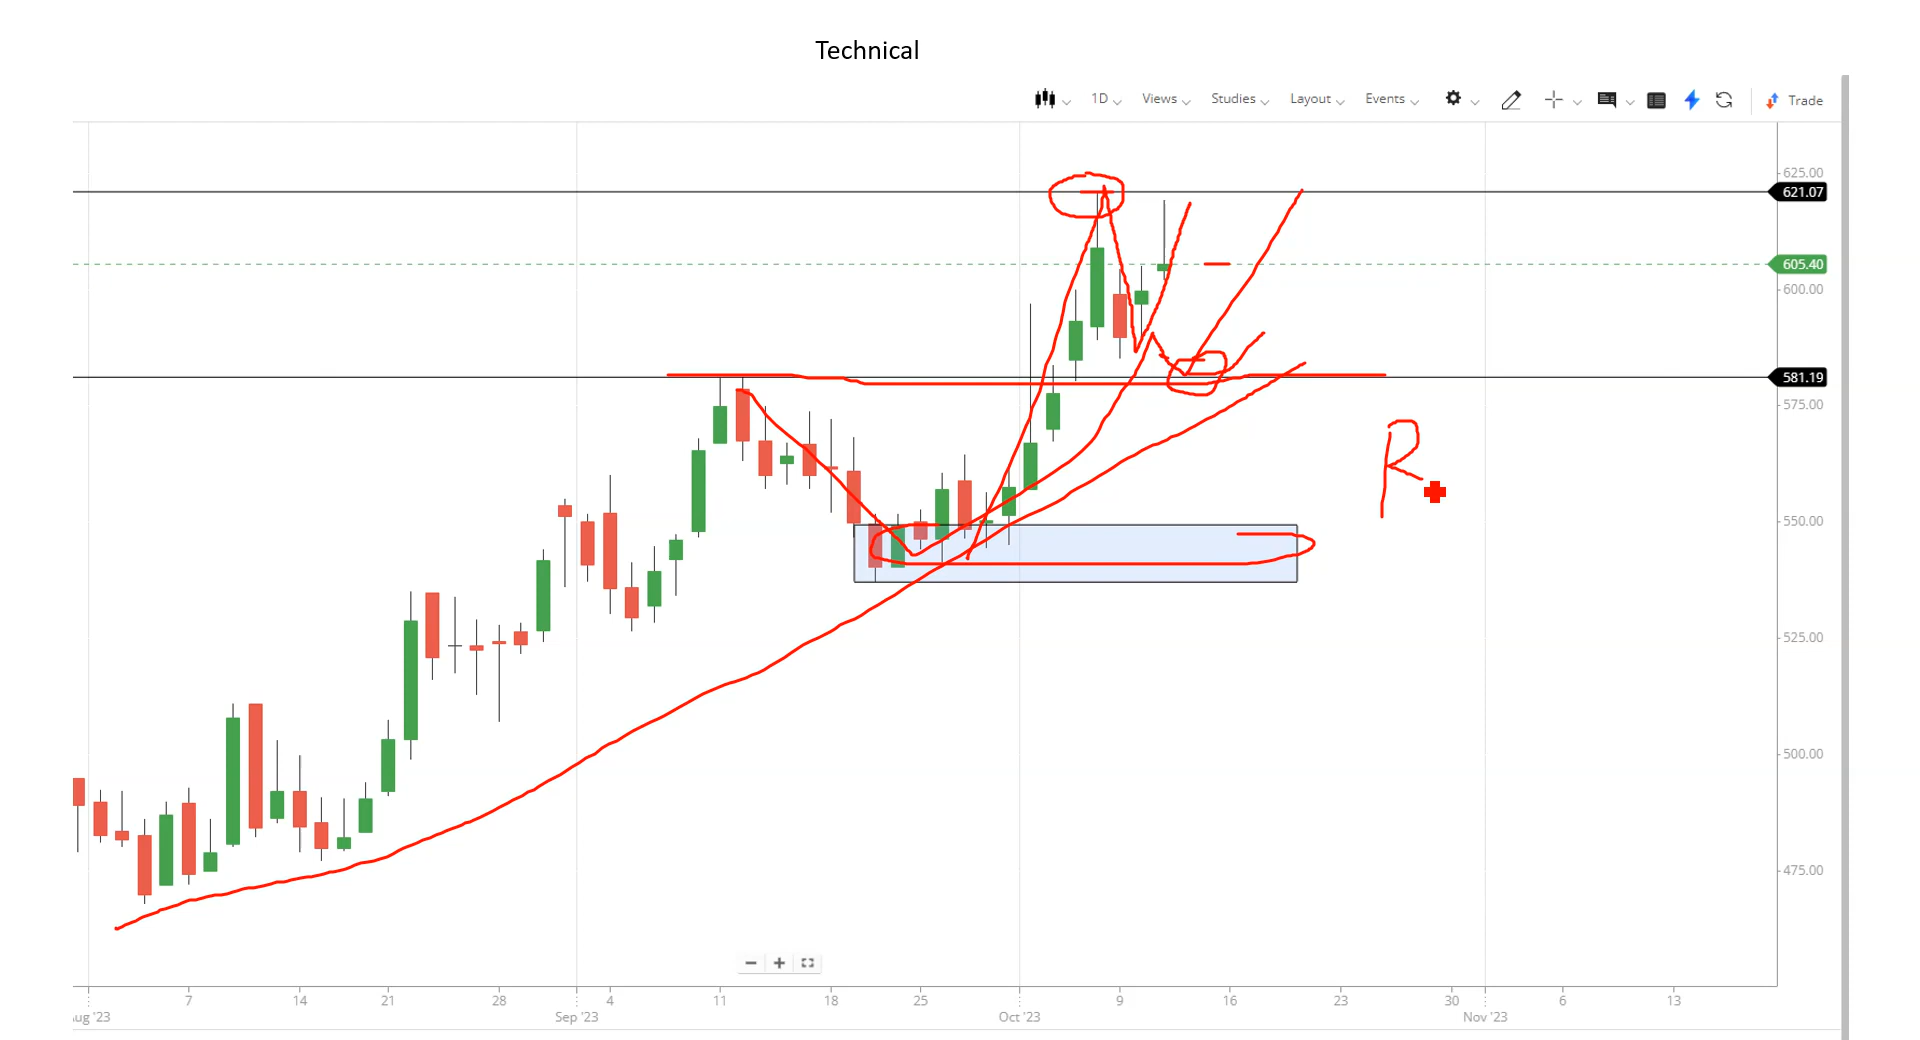 Technical
1D Views Studies Layout Events Trade
625.00
621.07
605.40
600.00
581.19
575.00
R
550.00
525.00
500.00
475.00
7 14 21 28 4 11 18 25 9 16 23 30 6 13
ug '23 Sep '23 Oct '23 Nov '23